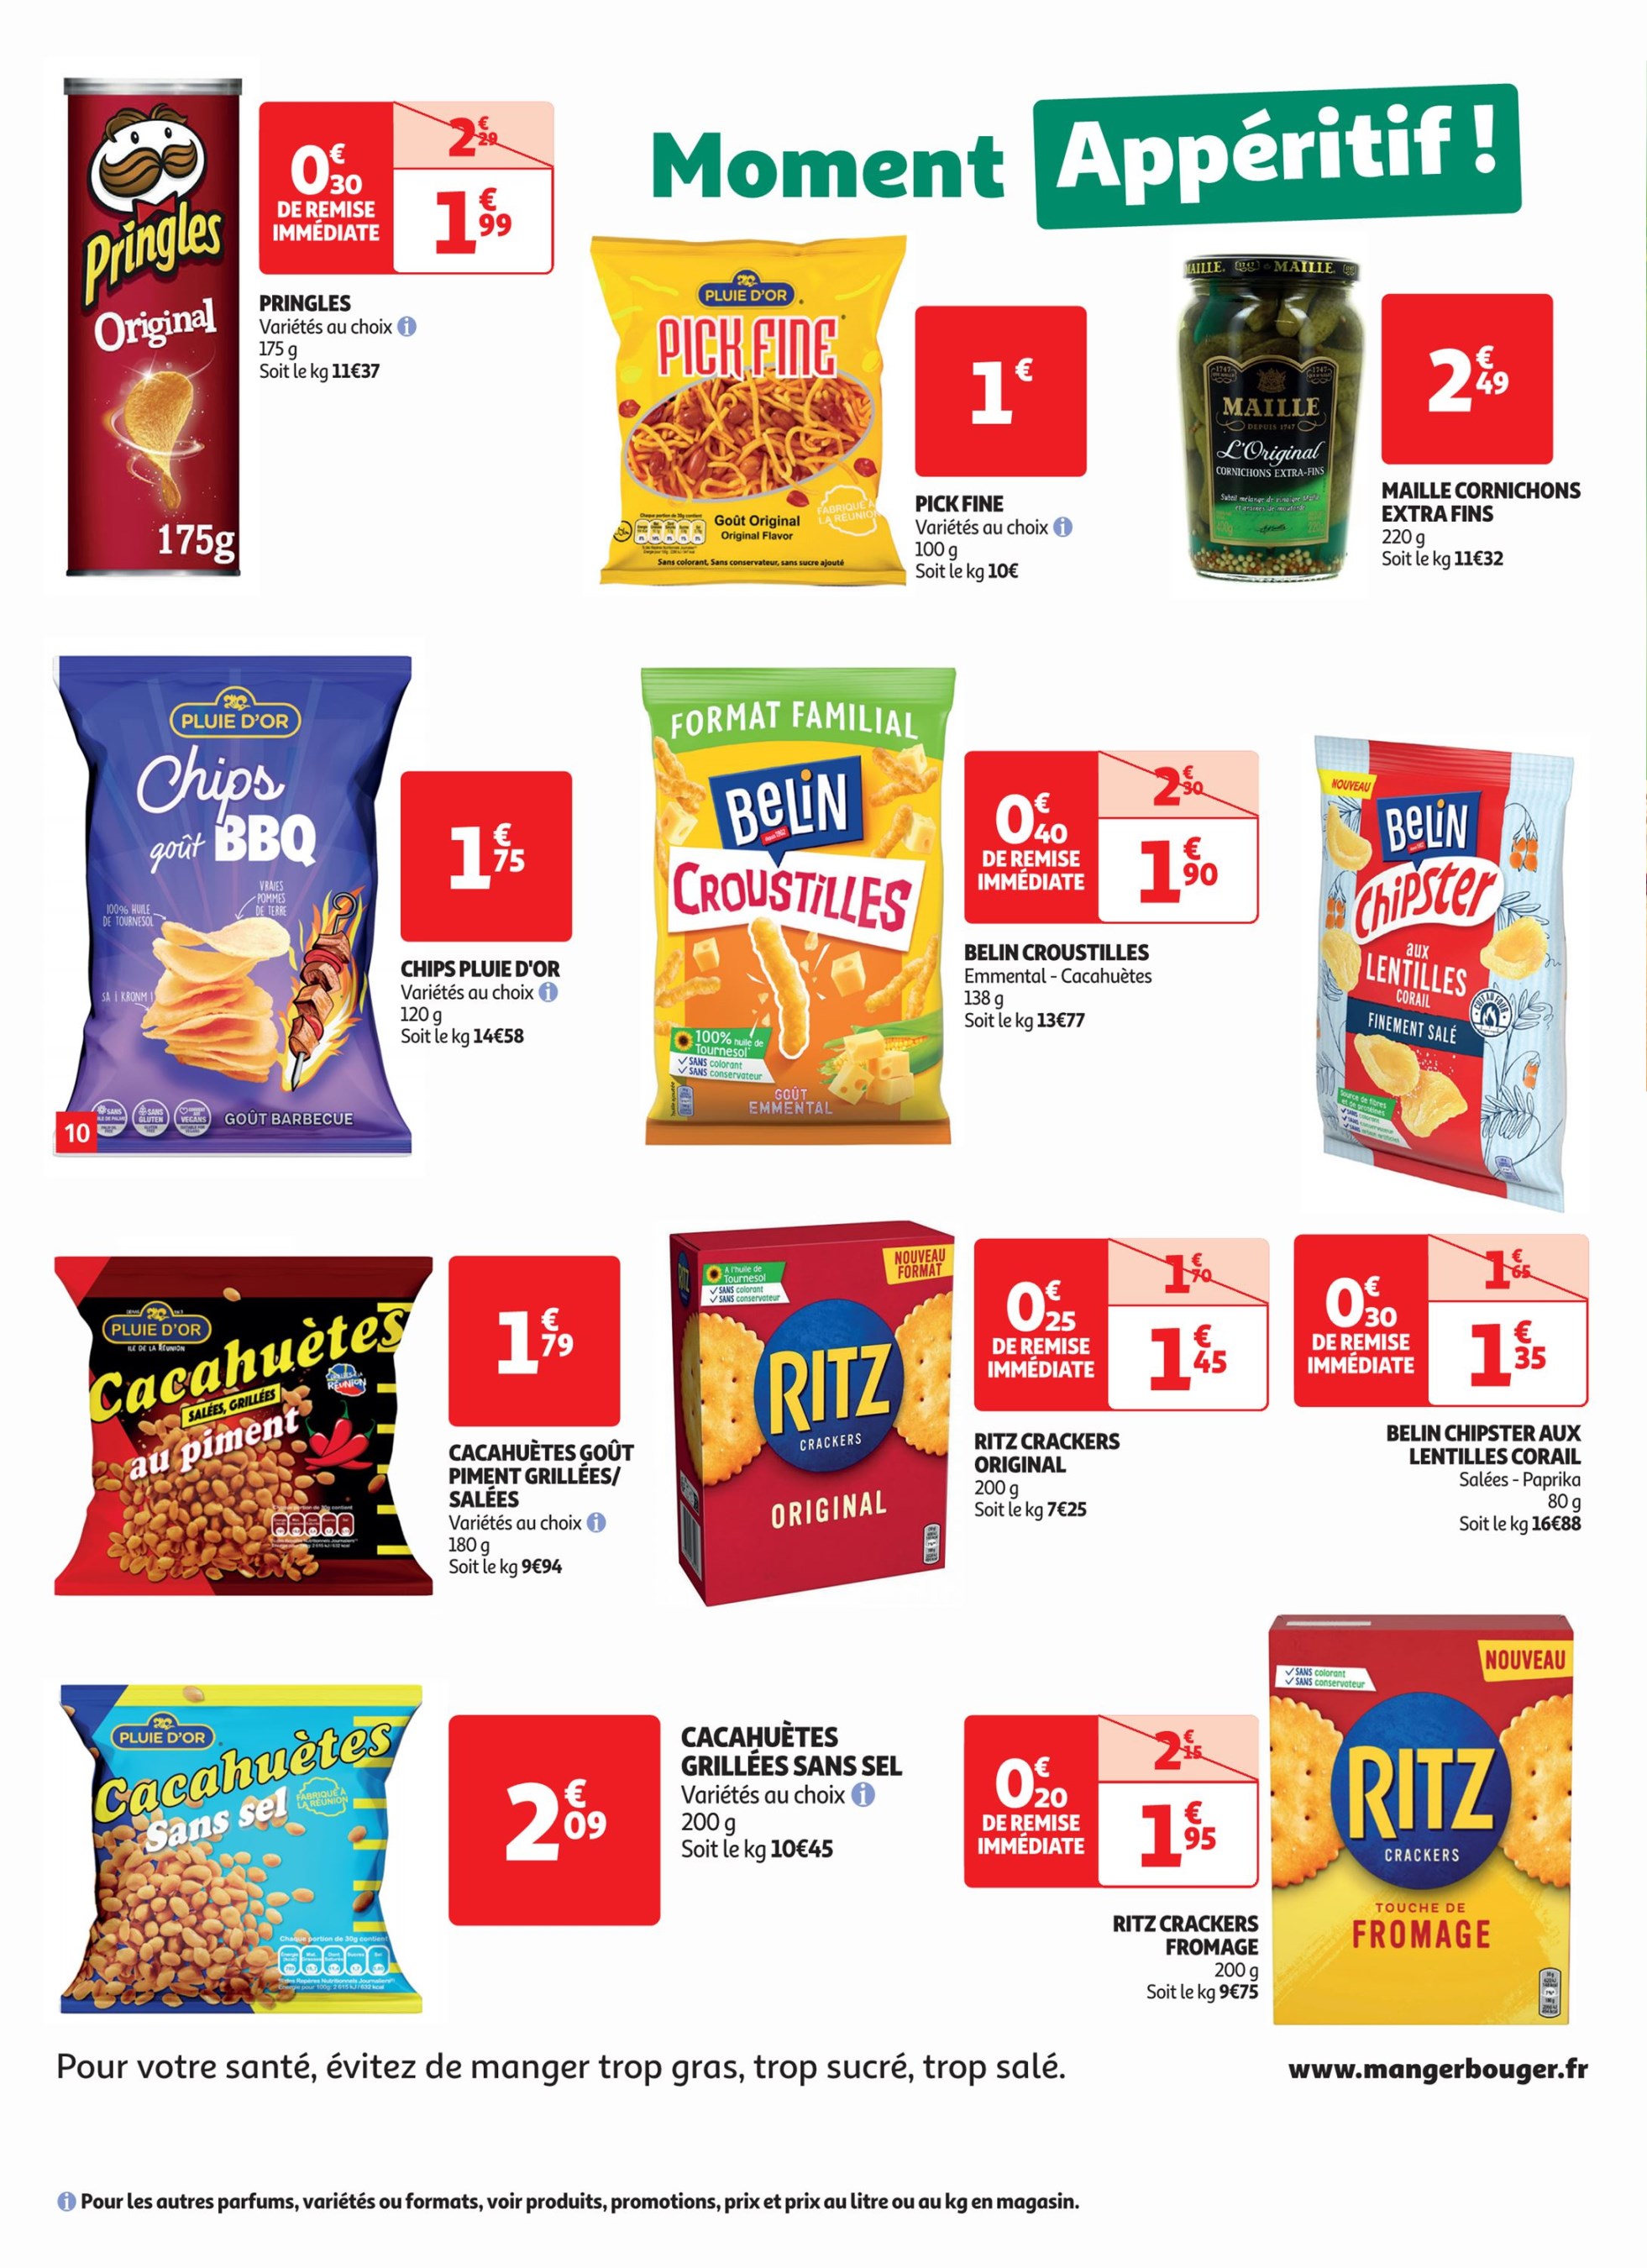 Moment Appéritif !
Pringles
Original
175g
0€30
DE REMISE
IMMÉDIATE
2€29
1€99
PRINGLES
Variétés au choix
175 g
Soit le kg 11€37
PLUIE D'OR
PICK FINE
FABRIQUÉ À
LA RÉUNION
Goût Original
Original Flavor
Sans colorant, Sans conservateur, sans sucre ajouté
1€
PICK FINE
Variétés au choix
100 g
Soit le kg 10€
MAILLE
MAILLE
MAILLE
DEPUIS 1747
L'Original
CORNICHONS EXTRA-FINS
2€49
MAILLE CORNICHONS
EXTRA FINS
220 g
Soit le kg 11€32
PLUIE D'OR
Chips
goût BBQ
VRAIES
POMMES
DE TERRE
100% HUILE
DE TOURNESOL
SA I KRONM !
SANS
GLUTEN
VEGANS
GOÛT BARBECUE
10
1€75
CHIPS PLUIE D'OR
Variétés au choix
120 g
Soit le kg 14€58
FORMAT FAMILIAL
BELIN
CROUSTILLES
100% huile de
Tournesol
SANS colorant
SANS conservateur
GOÛT
EMMENTAL
0€40
DE REMISE
IMMÉDIATE
2€30
1€90
BELIN CROUSTILLES
Emmental - Cacahuètes
138 g
Soit le kg 13€77
NOUVEAU
BELIN
Chipster
aux
LENTILLES
CORAIL
FINEMENT SALÉ
Source de fibres
et de protéines
PLUIE D'OR
ILE DE LA RÉUNION
Cacahuètes
SALÉES, GRILLÉES
au piment
1€79
CACAHUÈTES GOÛT
PIMENT GRILLÉES/
SALÉES
Variétés au choix
180 g
Soit le kg 9€94
A l'huile de
Tournesol
SANS colorant
SANS conservateur
NOUVEAU
FORMAT
RITZ
CRACKERS
ORIGINAL
0€25
DE REMISE
IMMÉDIATE
1€70
1€45
RITZ CRACKERS
ORIGINAL
200 g
Soit le kg 7€25
0€30
DE REMISE
IMMÉDIATE
1€65
1€35
BELIN CHIPSTER AUX
LENTILLES CORAIL
Salées - Paprika
80 g
Soit le kg 16€88
PLUIE D'OR
Cacahuètes
Sans sel
FABRIQUÉ À
LA RÉUNION
Chaque portion de 30g contient
2€09
CACAHUÈTES
GRILLÉES SANS SEL
Variétés au choix
200 g
Soit le kg 10€45
0€20
DE REMISE
IMMÉDIATE
2€15
1€95
RITZ CRACKERS
FROMAGE
200 g
Soit le kg 9€75
NOUVEAU
SANS colorant
SANS conservateur
RITZ
CRACKERS
TOUCHE DE
FROMAGE
Pour votre santé, évitez de manger trop gras, trop sucré, trop salé.
www.mangerbouger.fr
Pour les autres parfums, variétés ou formats, voir produits, promotions, prix et prix au litre ou au kg en magasin.